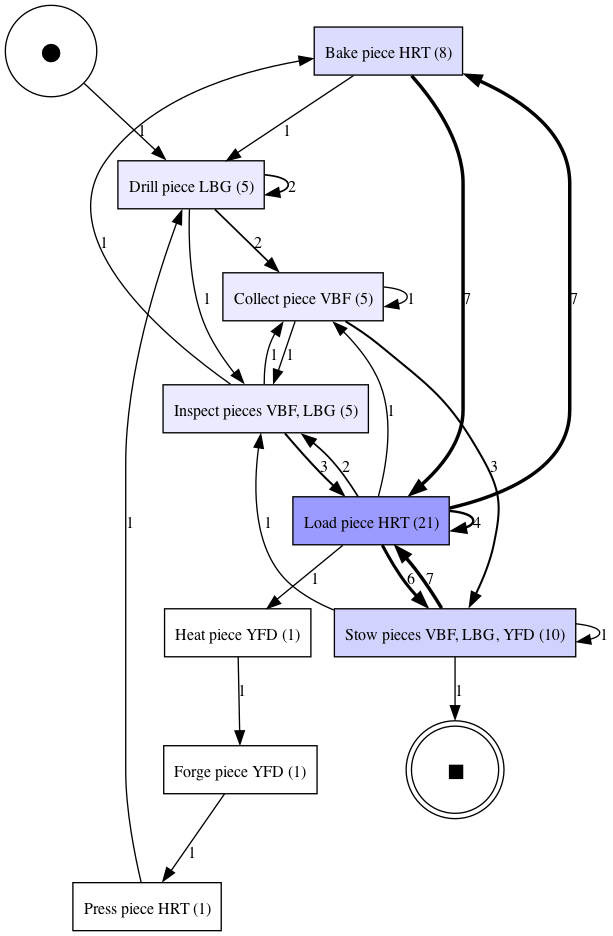 Bake piece HRT (8)
1
1
Drill piece LBG (5)
2
1
2
1
Collect piece VBF (5)
1
7
7
1
1
Inspect pieces VBF, LBG (5)
1
3
2
3
1
Load piece HRT (21)
4
1
1
6
7
Heat piece YFD (1)
Stow pieces VBF, LBG, YFD (10)
1
1
1
Forge piece YFD (1)
1
Press piece HRT (1)